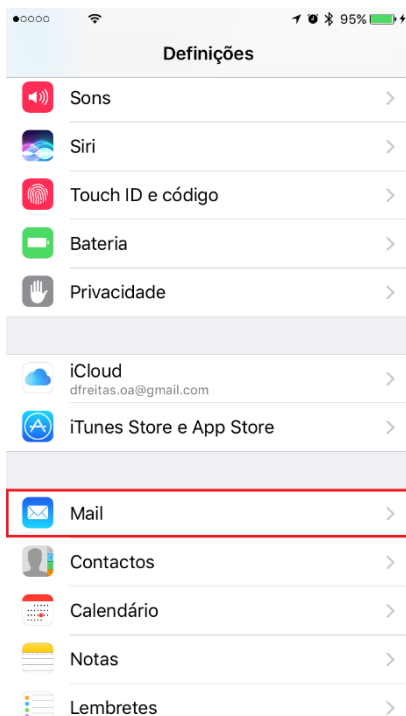 95%
Definições
Sons
Siri
Touch ID e código
Bateria
Privacidade
iCloud
dfreitas.oa@gmail.com
iTunes Store e App Store
Mail
Contactos
Calendário
Notas
Lembretes